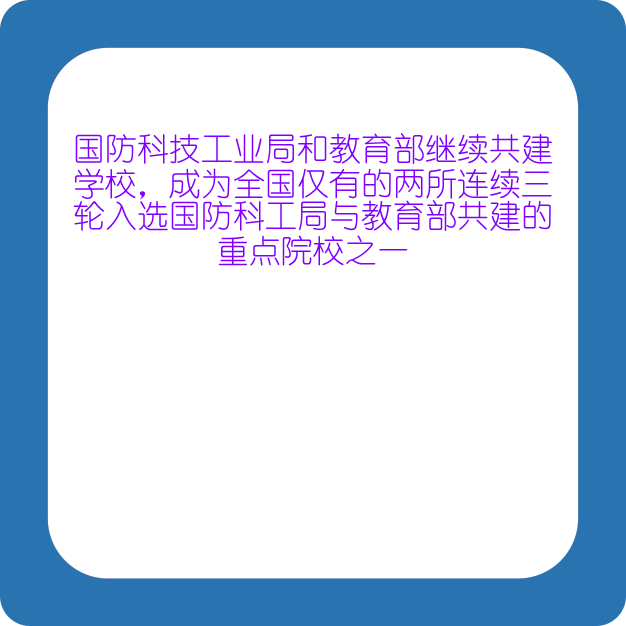 国防科技工业局和教育部继续共建
学校，成为全国仅有的两所连续三
轮入选国防科工局与教育部共建的
重点院校之一